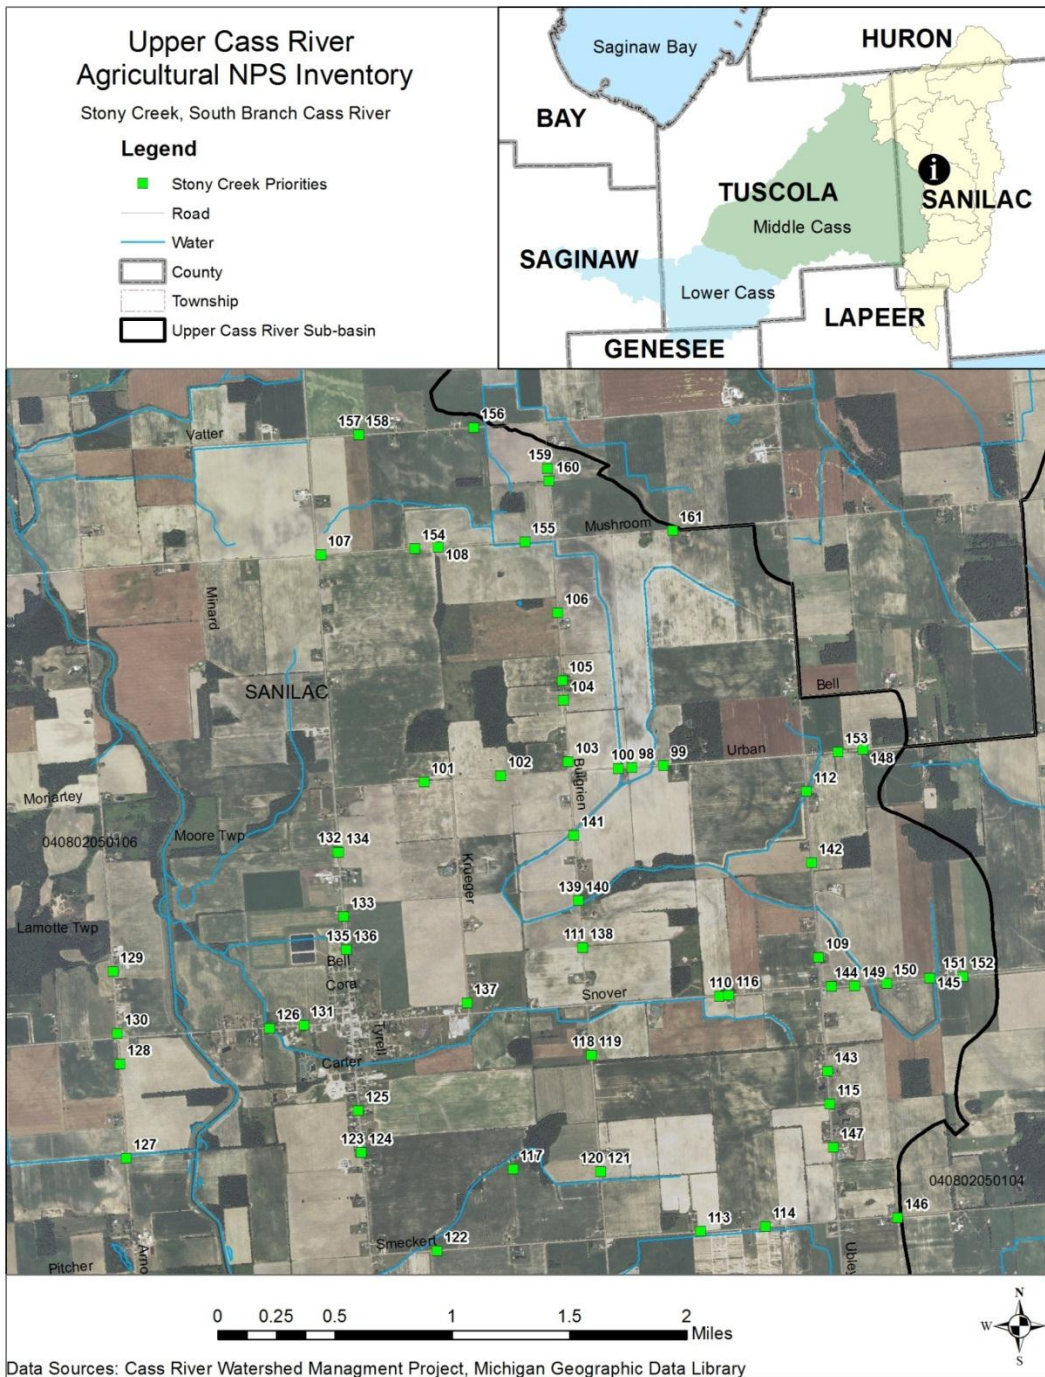 Upper Cass River
Agricultural NPS Inventory
Stony Creek, South Branch Cass River
Legend
Stony Creek Priorities
Road
Water
County
Township
Upper Cass River Sub-basin
Saginaw Bay
HURON
BAY
i
TUSCOLA
SANILAC
Middle Cass
SAGINAW
Lower Cass
LAPEER
GENESEE
157 158
156
Vatter
159
160
Mushroom
161
155
154
107
108
Minard
106
105
SANILAC
104
Bell
103
100 98
99
Urban
153
148
102
101
Bulgrien
112
Moriartey
141
Moore Twp
040802050106
132 134
142
Krueger
139 140
133
Lamotte Twp
111 138
135 136
Bell
109
129
Cora
144 149
150
151 152
145
110
116
Snover
137
126
131
130
Tyrell
118 119
128
Carter
143
125
115
123 124
147
127
117
120 121
040802050104
146
113
114
Smeckert
122
Pitcher
Arno
Ubley
0 0.25 0.5 1 1.5 2
Miles
N
W
S
Data Sources: Cass River Watershed Managment Project, Michigan Geographic Data Library